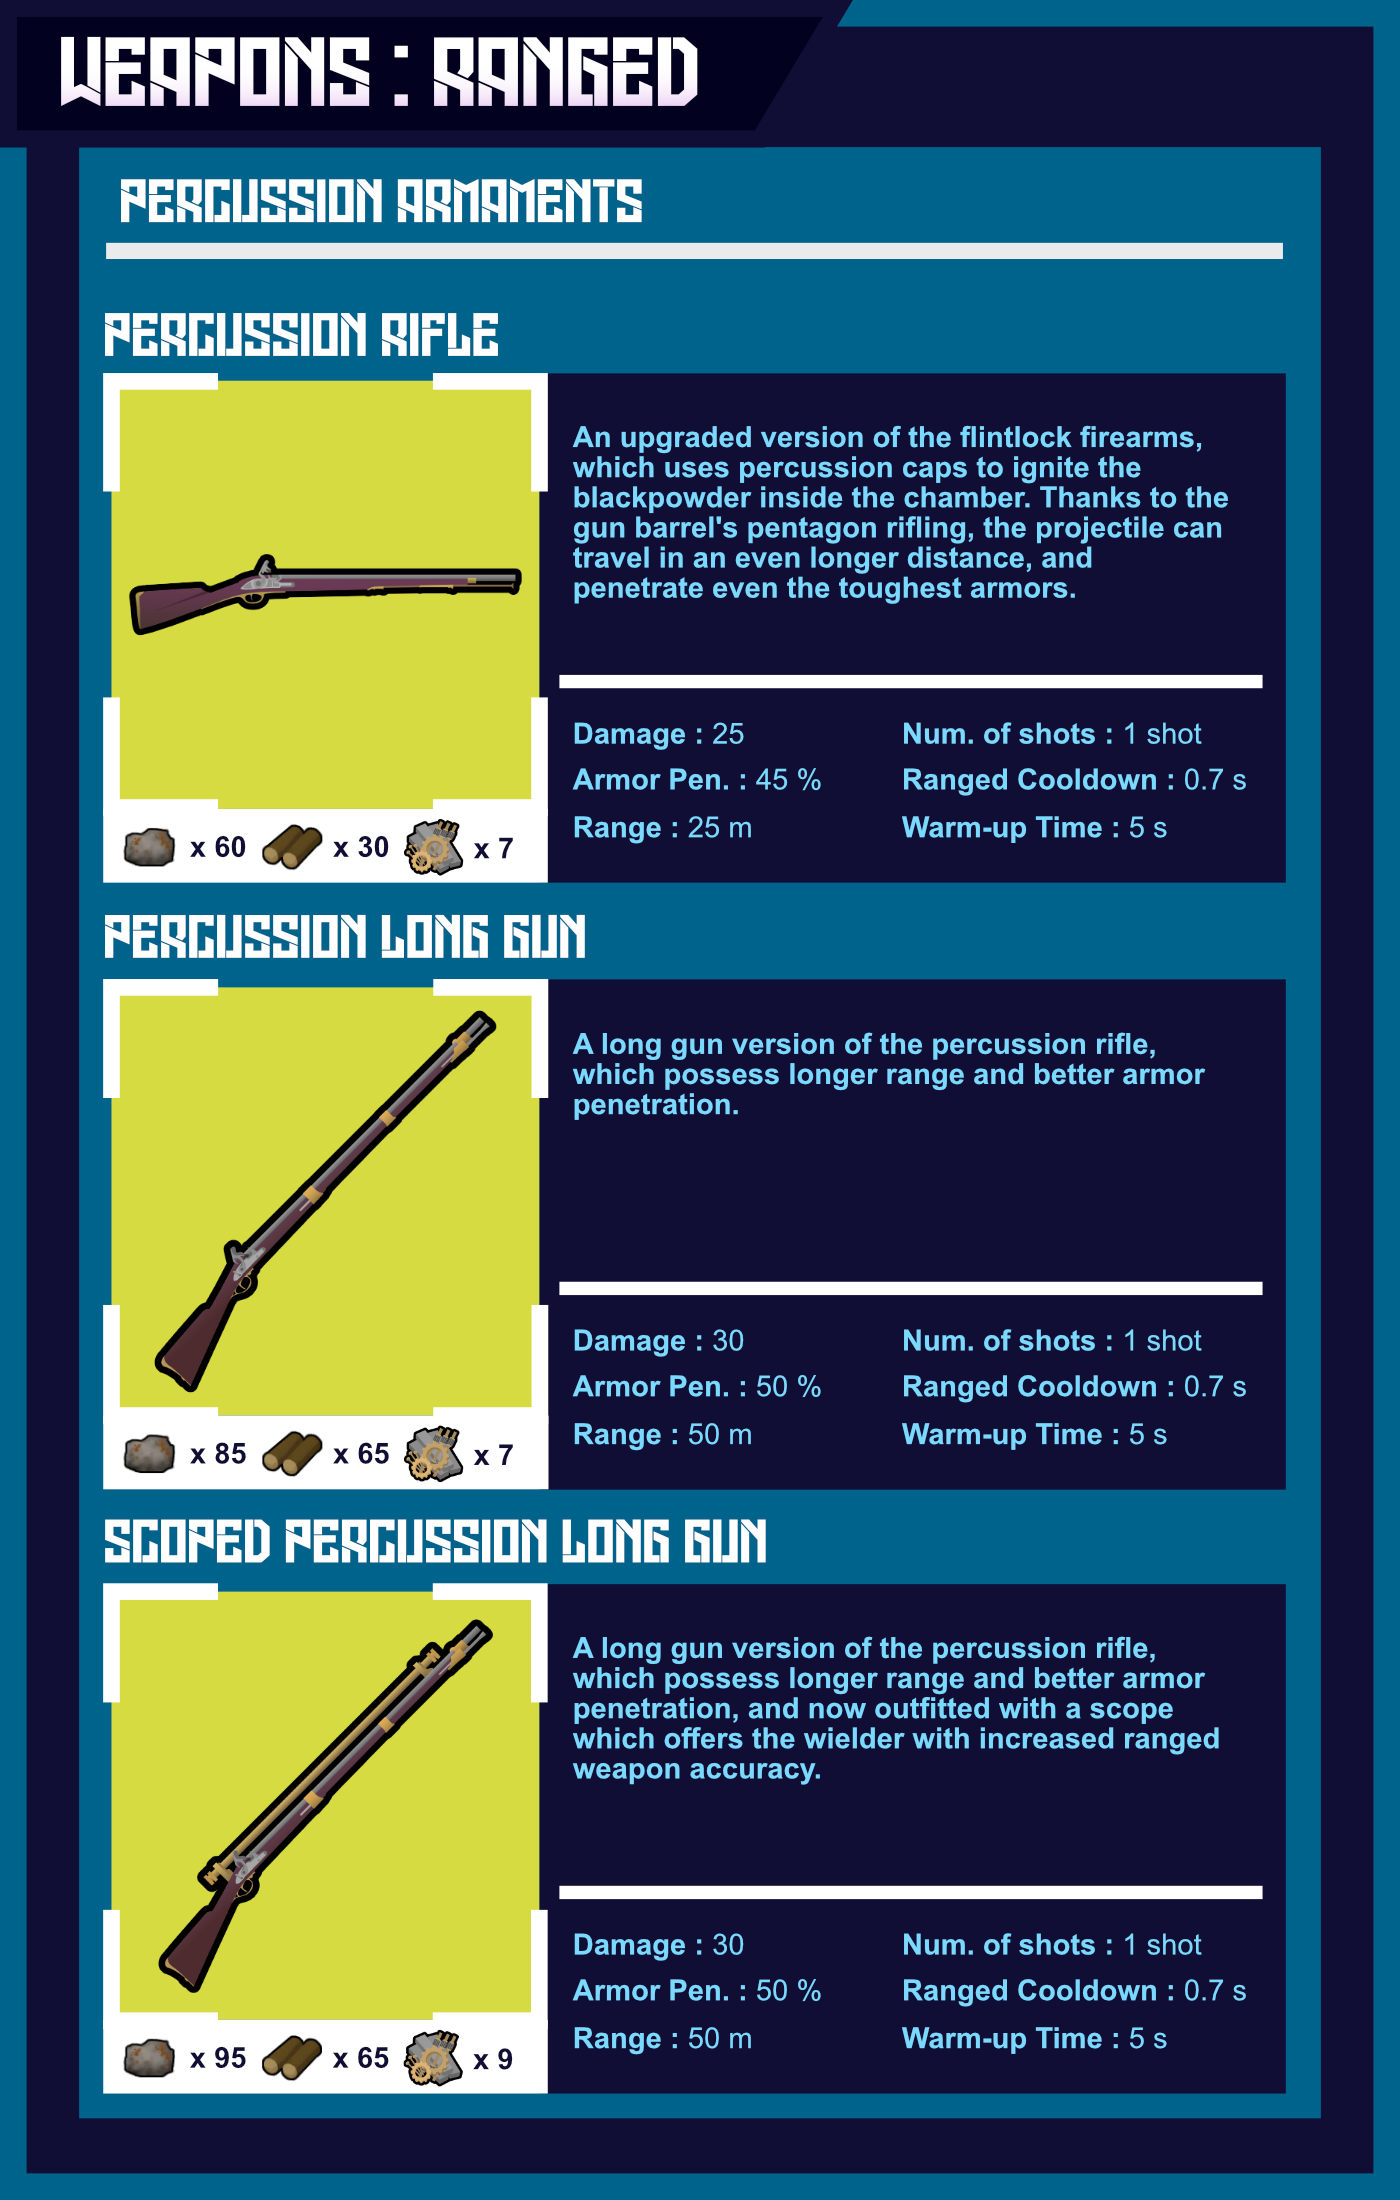 WEAPONS : RANGED
PERCUSSION ARMAMENTS
PERCUSSION RIFLE
An upgraded version of the flintlock firearms,
which uses percussion caps to ignite the
blackpowder inside the chamber. Thanks to the
gun barrel's pentagon rifling, the projectile can
travel in an even longer distance, and
penetrate even the toughest armors.
Damage : 25
Num. of shots : 1 shot
Armor Pen. : 45 %
Ranged Cooldown : 0.7 s
Range : 25 m
Warm-up Time : 5 s
x 60 x 30 x 7
PERCUSSION LONG GUN
A long gun version of the percussion rifle,
which possess longer range and better armor
penetration.
Damage : 30
Num. of shots : 1 shot
Armor Pen. : 50 %
Ranged Cooldown : 0.7 s
Range : 50 m
Warm-up Time : 5 s
x 85 x 65 x 7
SCOPED PERCUSSION LONG GUN
A long gun version of the percussion rifle,
which possess longer range and better armor
penetration, and now outfitted with a scope
which offers the wielder with increased ranged
weapon accuracy.
Damage : 30
Num. of shots : 1 shot
Armor Pen. : 50 %
Ranged Cooldown : 0.7 s
Range : 50 m
Warm-up Time : 5 s
x 95 x 65 x 9